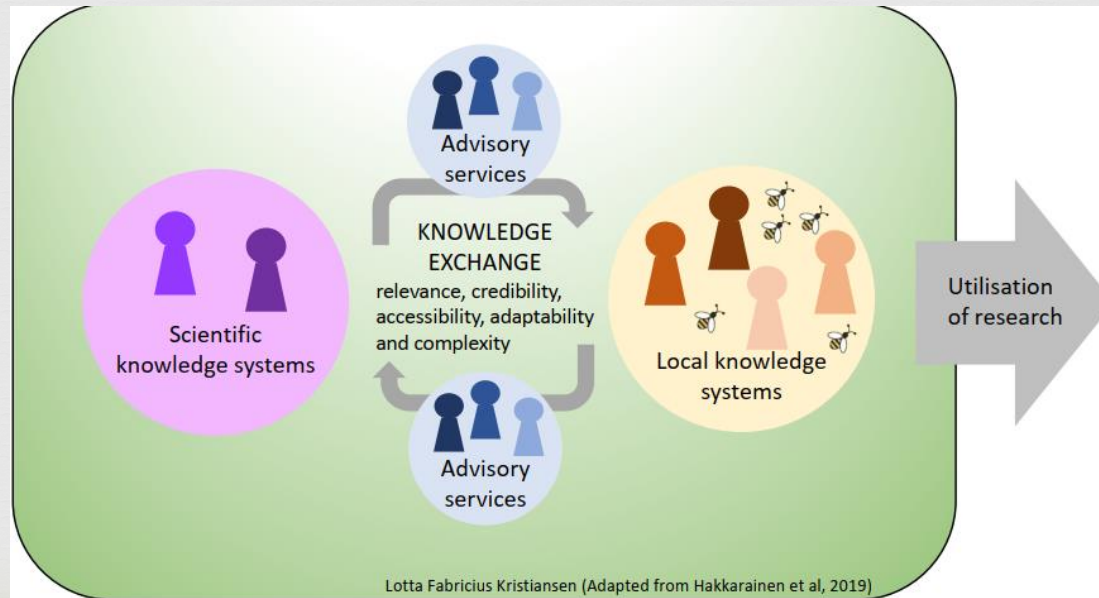 Advisory
services
KNOWLEDGE
EXCHANGE
relevance, credibility,
accessibility, adaptability
and complexity
Scientific
knowledge systems
Local knowledge
systems
Utilisation
of research
Advisory
services
Lotta Fabricius Kristiansen (Adapted from Hakkarainen et al, 2019)